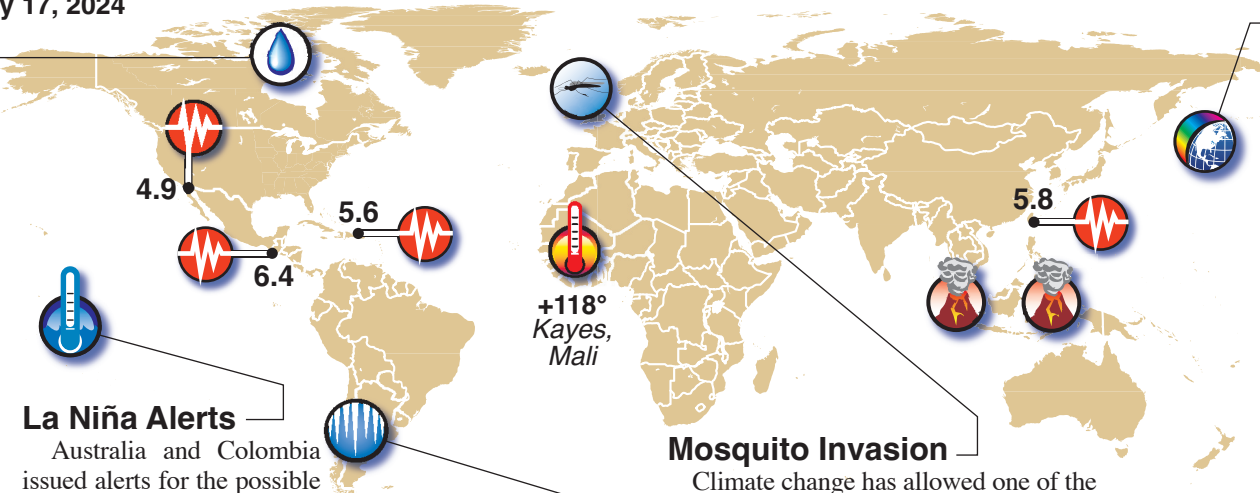 y 17, 2024
4.9
5.6
6.4
5.8
+118°
Kayes,
Mali
La Niña Alerts
Australia and Colombia
issued alerts for the possible
Mosquito Invasion
Climate change has allowed one of the